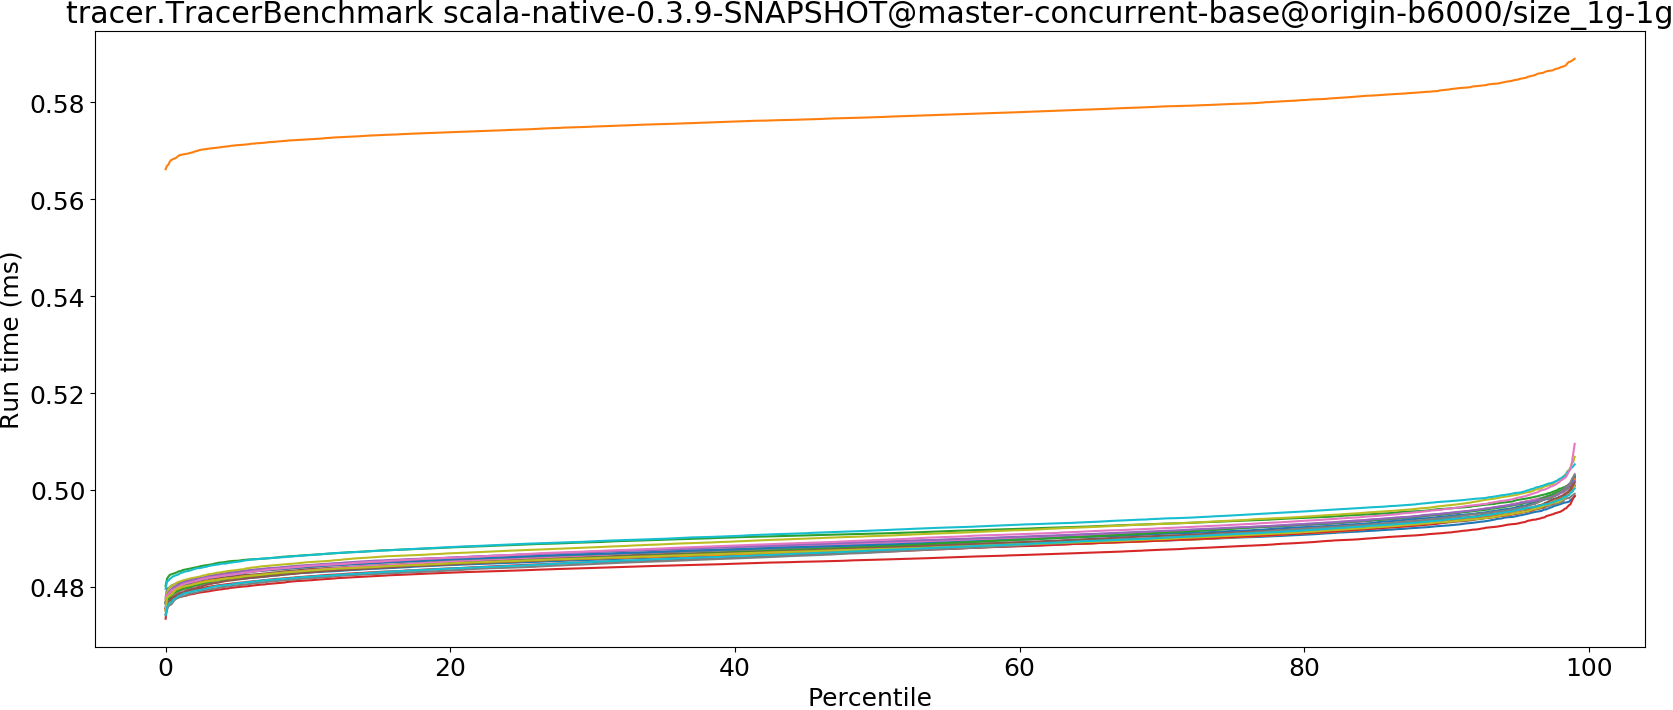 tracer.TracerBenchmark scala-native-0.3.9-SNAPSHOT@master-concurrent-base@origin-b6000/size_1g-1g
0.58
0.56
0.54
0.52
0.50
0.48
Run time (ms)
0 20 40 60 80 100
Percentile